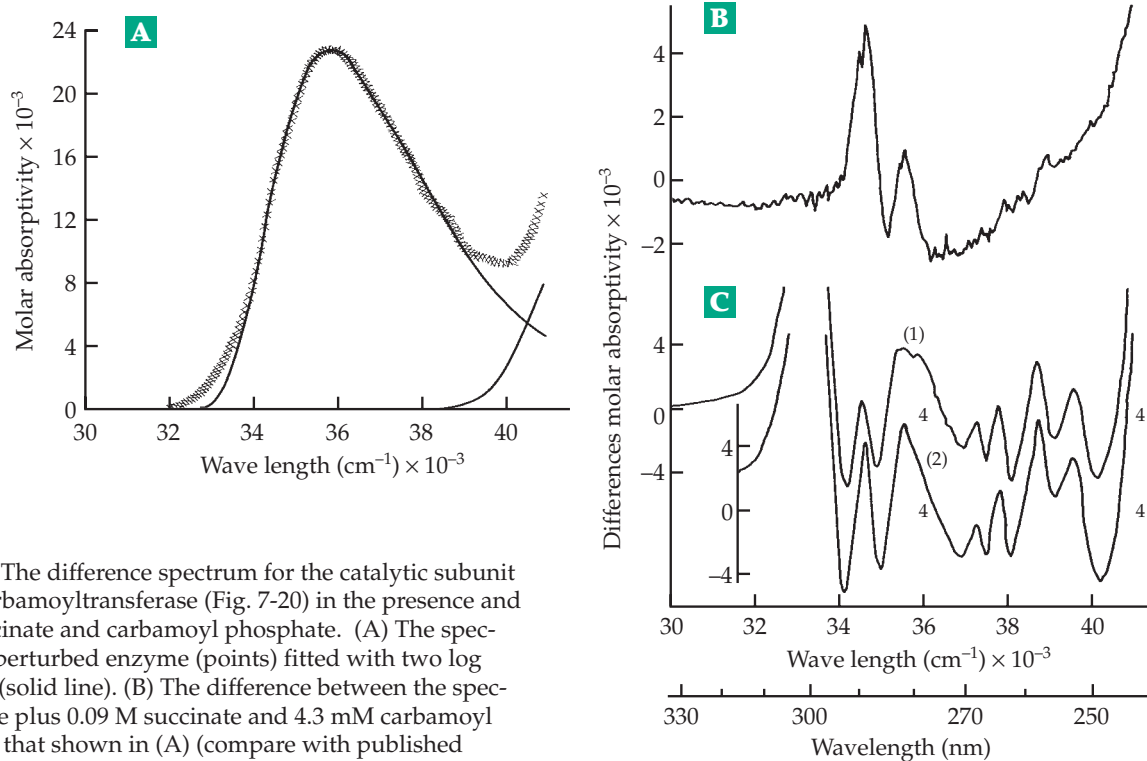 A
24
20
16
12
8
4
0
Molar absorptivity × 10⁻³
30 32 34 36 38 40
Wave length (cm⁻¹) × 10⁻³
The difference spectrum for the catalytic subunit
rbamoyltransferase (Fig. 7-20) in the presence and
cinate and carbamoyl phosphate. (A) The spec-
perturbed enzyme (points) fitted with two log
(solid line). (B) The difference between the spec-
e plus 0.09 M succinate and 4.3 mM carbamoyl
that shown in (A) (compare with published
B
4
2
0
−2
Differences molar absorptivity × 10⁻³
C
4
0
−4
4
0
−4
(1)
4
4
(2)
4
4
30 32 34 36 38 40
Wave length (cm⁻¹) × 10⁻³
330 300 270 250
Wavelength (nm)